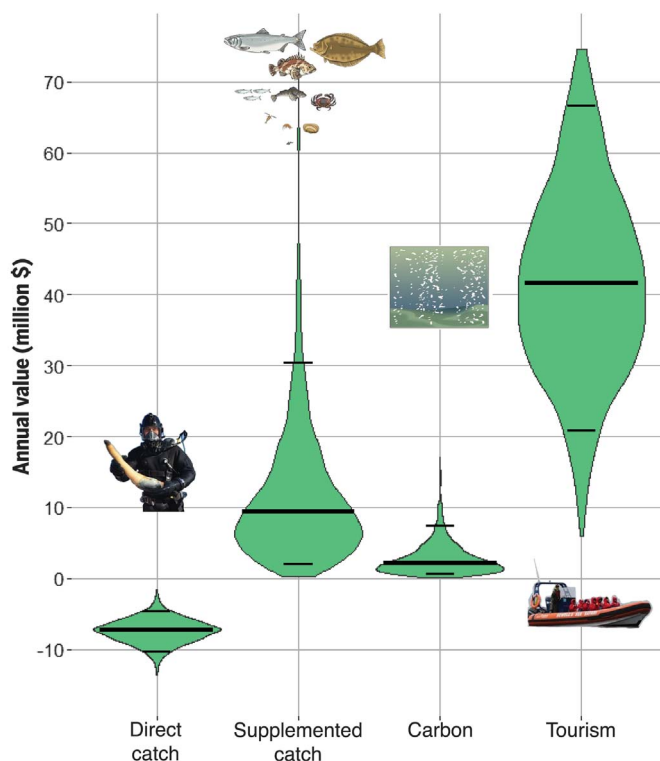 Annual value (million $)
70
60
50
40
30
20
10
0
-10
Direct
catch
Supplemented
catch
Carbon
Tourism